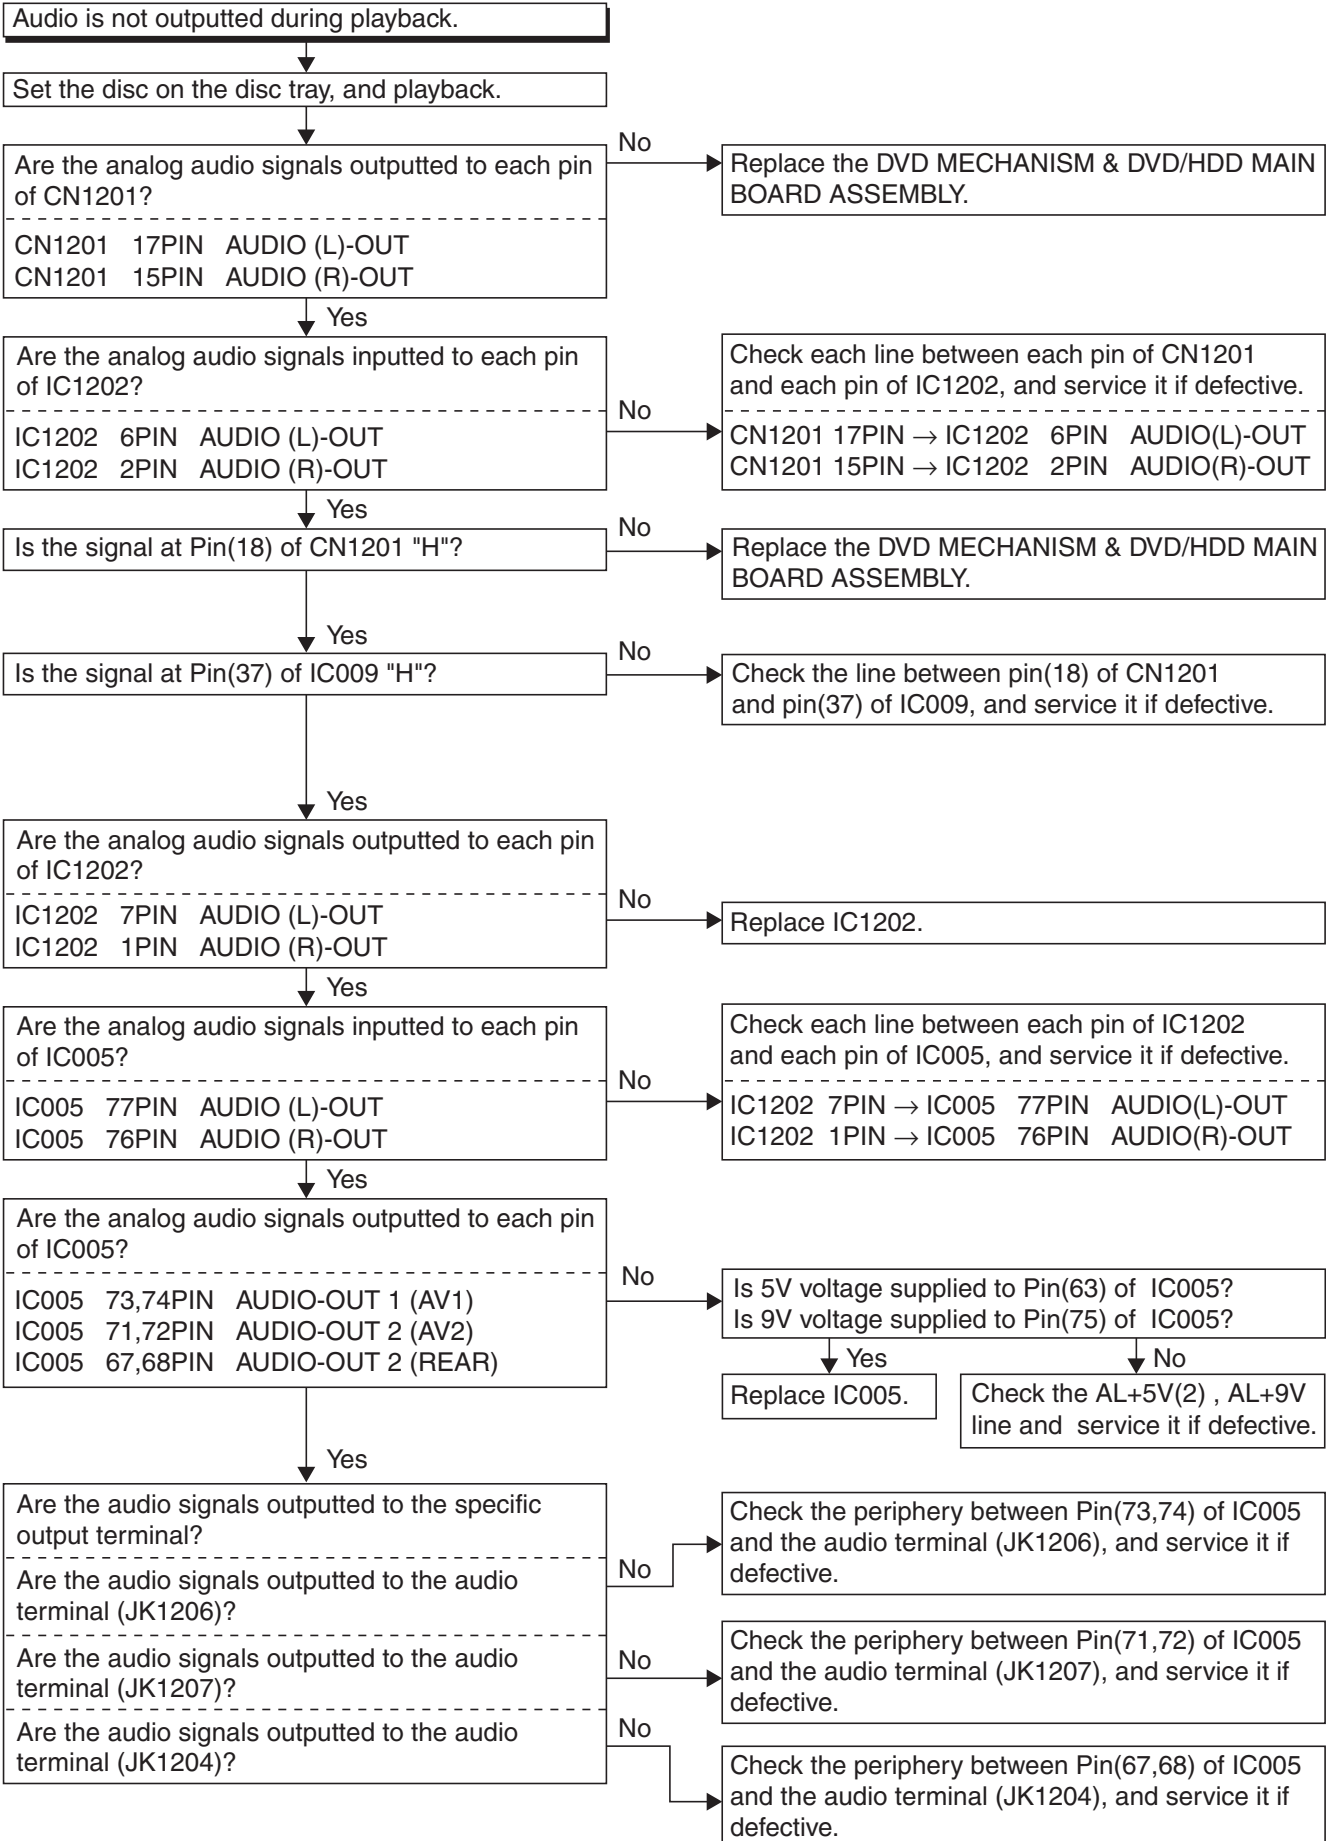 Audio is not outputted during playback.
Set the disc on the disc tray, and playback.
Are the analog audio signals outputted to each pin
of CN1201?
CN1201 17PIN AUDIO (L)-OUT
CN1201 15PIN AUDIO (R)-OUT
No
Replace the DVD MECHANISM & DVD/HDD MAIN
BOARD ASSEMBLY.
Yes
Are the analog audio signals inputted to each pin
of IC1202?
IC1202 6PIN AUDIO (L)-OUT
IC1202 2PIN AUDIO (R)-OUT
No
Check each line between each pin of CN1201
and each pin of IC1202, and service it if defective.
CN1201 17PIN → IC1202 6PIN AUDIO(L)-OUT
CN1201 15PIN → IC1202 2PIN AUDIO(R)-OUT
Yes
Is the signal at Pin(18) of CN1201 "H"?
No
Replace the DVD MECHANISM & DVD/HDD MAIN
BOARD ASSEMBLY.
Yes
Is the signal at Pin(37) of IC009 "H"?
No
Check the line between pin(18) of CN1201
and pin(37) of IC009, and service it if defective.
Yes
Are the analog audio signals outputted to each pin
of IC1202?
IC1202 7PIN AUDIO (L)-OUT
IC1202 1PIN AUDIO (R)-OUT
No
Replace IC1202.
Yes
Are the analog audio signals inputted to each pin
of IC005?
IC005 77PIN AUDIO (L)-OUT
IC005 76PIN AUDIO (R)-OUT
No
Check each line between each pin of IC1202
and each pin of IC005, and service it if defective.
IC1202 7PIN → IC005 77PIN AUDIO(L)-OUT
IC1202 1PIN → IC005 76PIN AUDIO(R)-OUT
Yes
Are the analog audio signals outputted to each pin
of IC005?
IC005 73,74PIN AUDIO-OUT 1 (AV1)
IC005 71,72PIN AUDIO-OUT 2 (AV2)
IC005 67,68PIN AUDIO-OUT 2 (REAR)
No
Is 5V voltage supplied to Pin(63) of IC005?
Is 9V voltage supplied to Pin(75) of IC005?
Yes
No
Replace IC005.
Check the AL+5V(2) , AL+9V
line and service it if defective.
Yes
Are the audio signals outputted to the specific
output terminal?
Are the audio signals outputted to the audio
terminal (JK1206)?
No
Check the periphery between Pin(73,74) of IC005
and the audio terminal (JK1206), and service it if
defective.
Are the audio signals outputted to the audio
terminal (JK1207)?
No
Check the periphery between Pin(71,72) of IC005
and the audio terminal (JK1207), and service it if
defective.
Are the audio signals outputted to the audio
terminal (JK1204)?
No
Check the periphery between Pin(67,68) of IC005
and the audio terminal (JK1204), and service it if
defective.